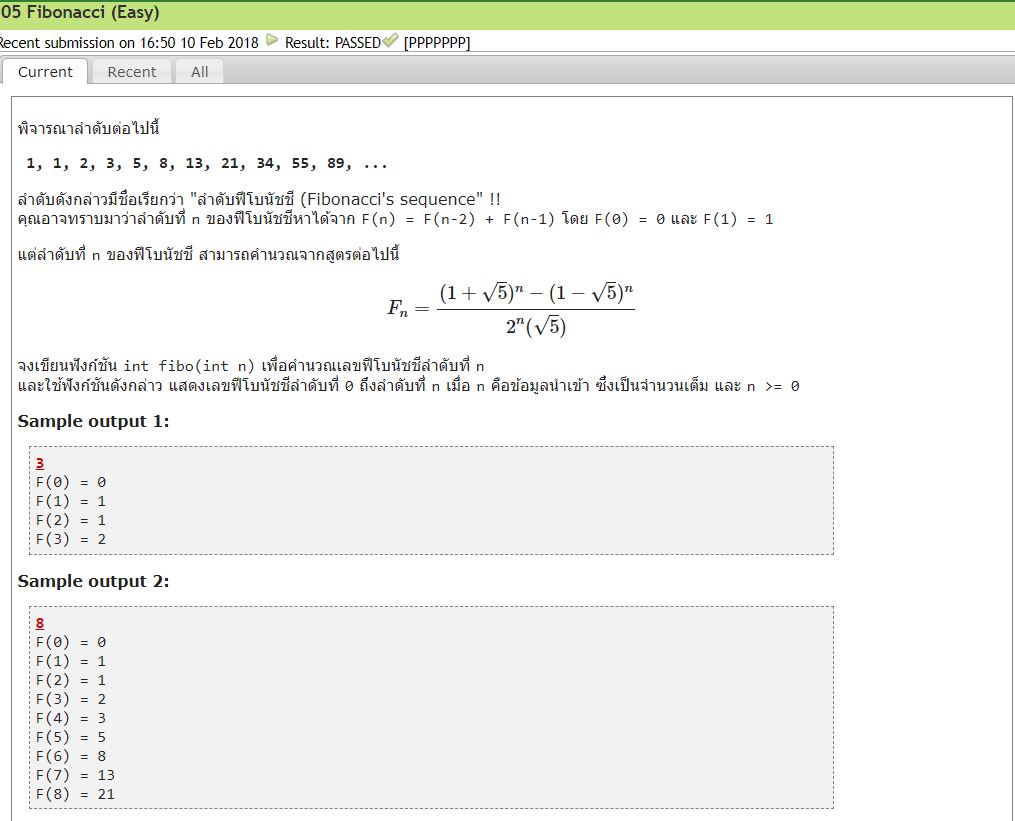 05 Fibonacci (Easy)
Recent submission on 16:50 10 Feb 2018 Result: PASSED [PPPPPPP]
Current Recent All
พิจารณาลำดับต่อไปนี้
1, 1, 2, 3, 5, 8, 13, 21, 34, 55, 89, ...
ลำดับดังกล่าวมีชื่อเรียกว่า "ลำดับฟีโบนัชชี (Fibonacci's sequence" !!
คุณอาจทราบมาว่าลำดับที่ n ของฟีโบนัชชีหาได้จาก F(n) = F(n-2) + F(n-1) โดย F(0) = 0 และ F(1) = 1
แต่ลำดับที่ n ของฟีโบนัชชี สามารถคำนวณจากสูตรต่อไปนี้
Fₙ = ((1 + √5)ⁿ − (1 − √5)ⁿ) / (2ⁿ(√5))
จงเขียนฟังก์ชัน int fibo(int n) เพื่อคำนวณเลขฟีโบนัชชีลำดับที่ n
และใช้ฟังก์ชันดังกล่าว แสดงเลขฟีโบนัชชีลำดับที่ 0 ถึงลำดับที่ n เมื่อ n คือข้อมูลนำเข้า ซึ่งเป็นจำนวนเต็ม และ n >= 0
Sample output 1:
3
F(0) = 0
F(1) = 1
F(2) = 1
F(3) = 2
Sample output 2:
8
F(0) = 0
F(1) = 1
F(2) = 1
F(3) = 2
F(4) = 3
F(5) = 5
F(6) = 8
F(7) = 13
F(8) = 21